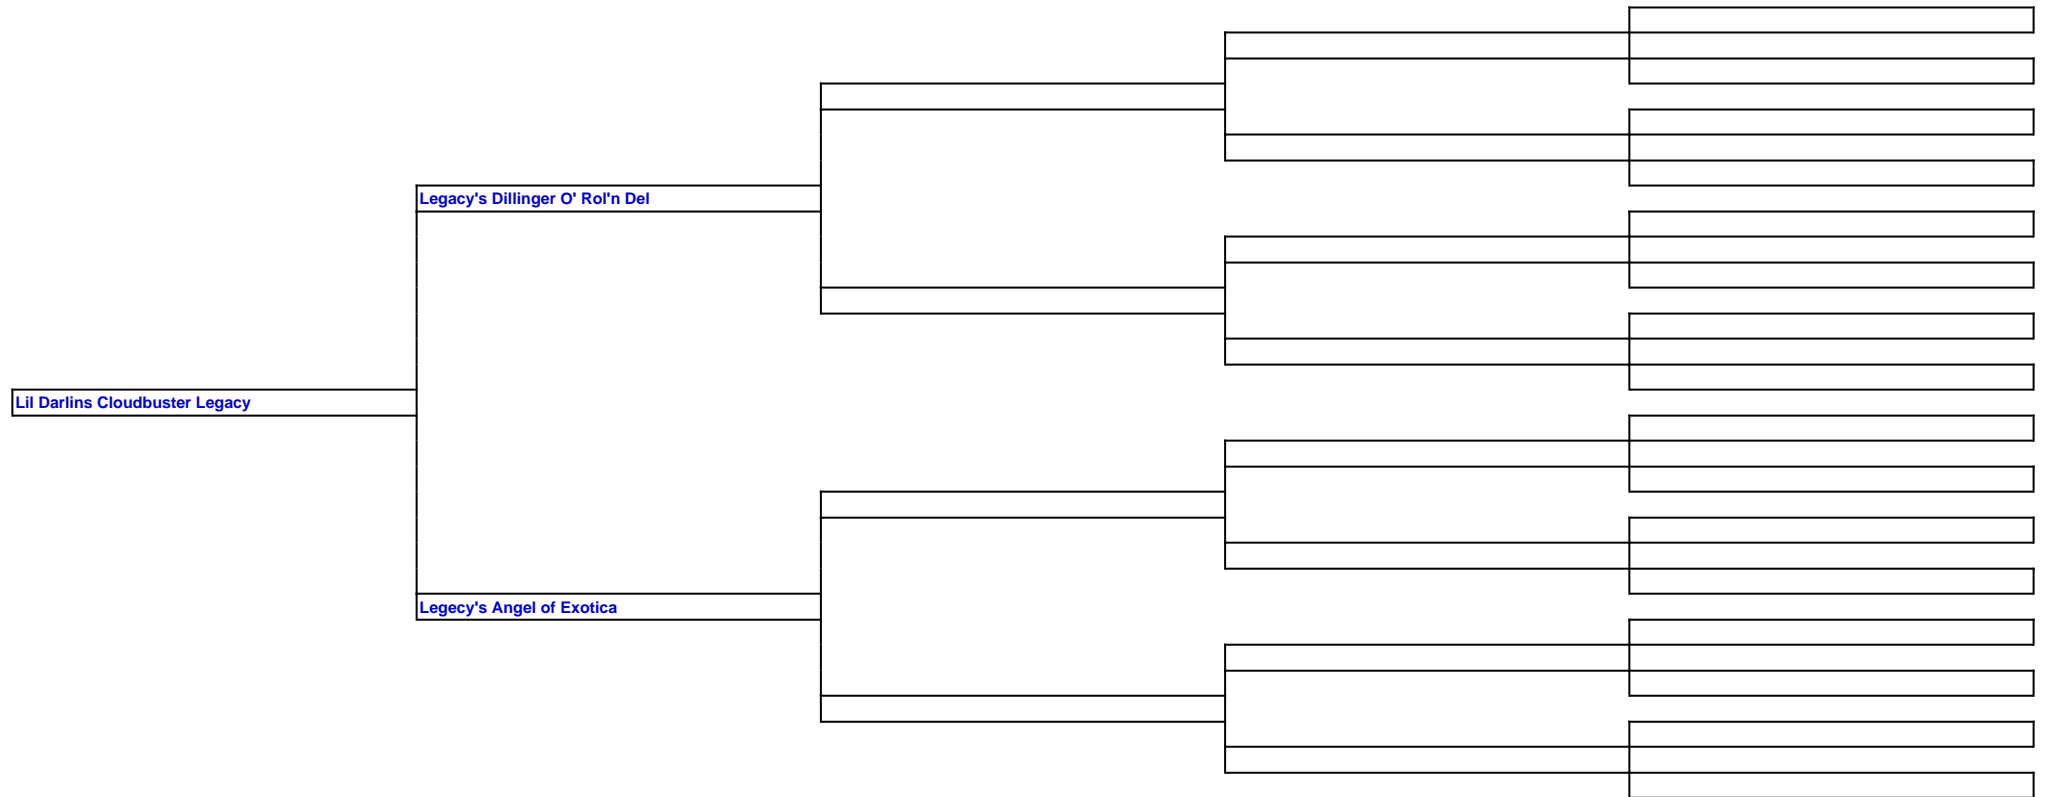 Legacy's Dillinger O' Rol'n Del
Lil Darlins Cloudbuster Legacy
Legecy's Angel of Exotica